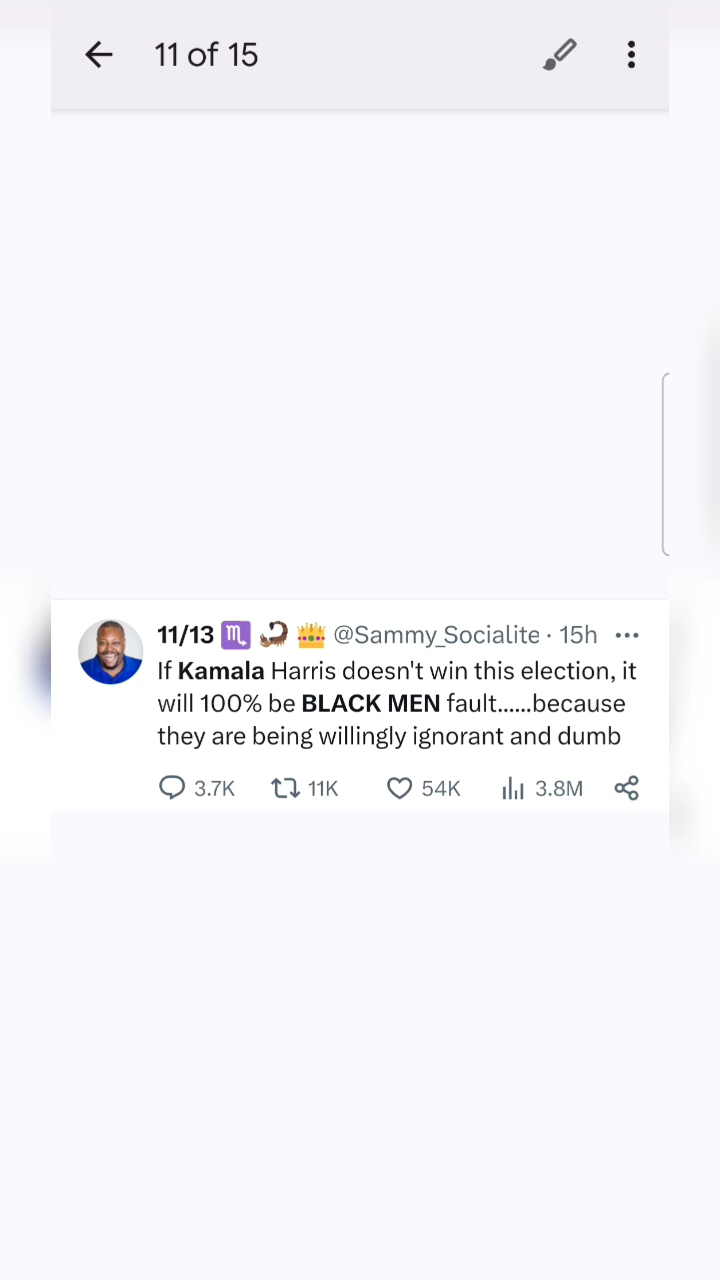 11 of 15
11/13 ♏ 🦂 👑 @Sammy_Socialite · 15h
If Kamala Harris doesn't win this election, it
will 100% be BLACK MEN fault......because
they are being willingly ignorant and dumb
3.7K 11K 54K 3.8M